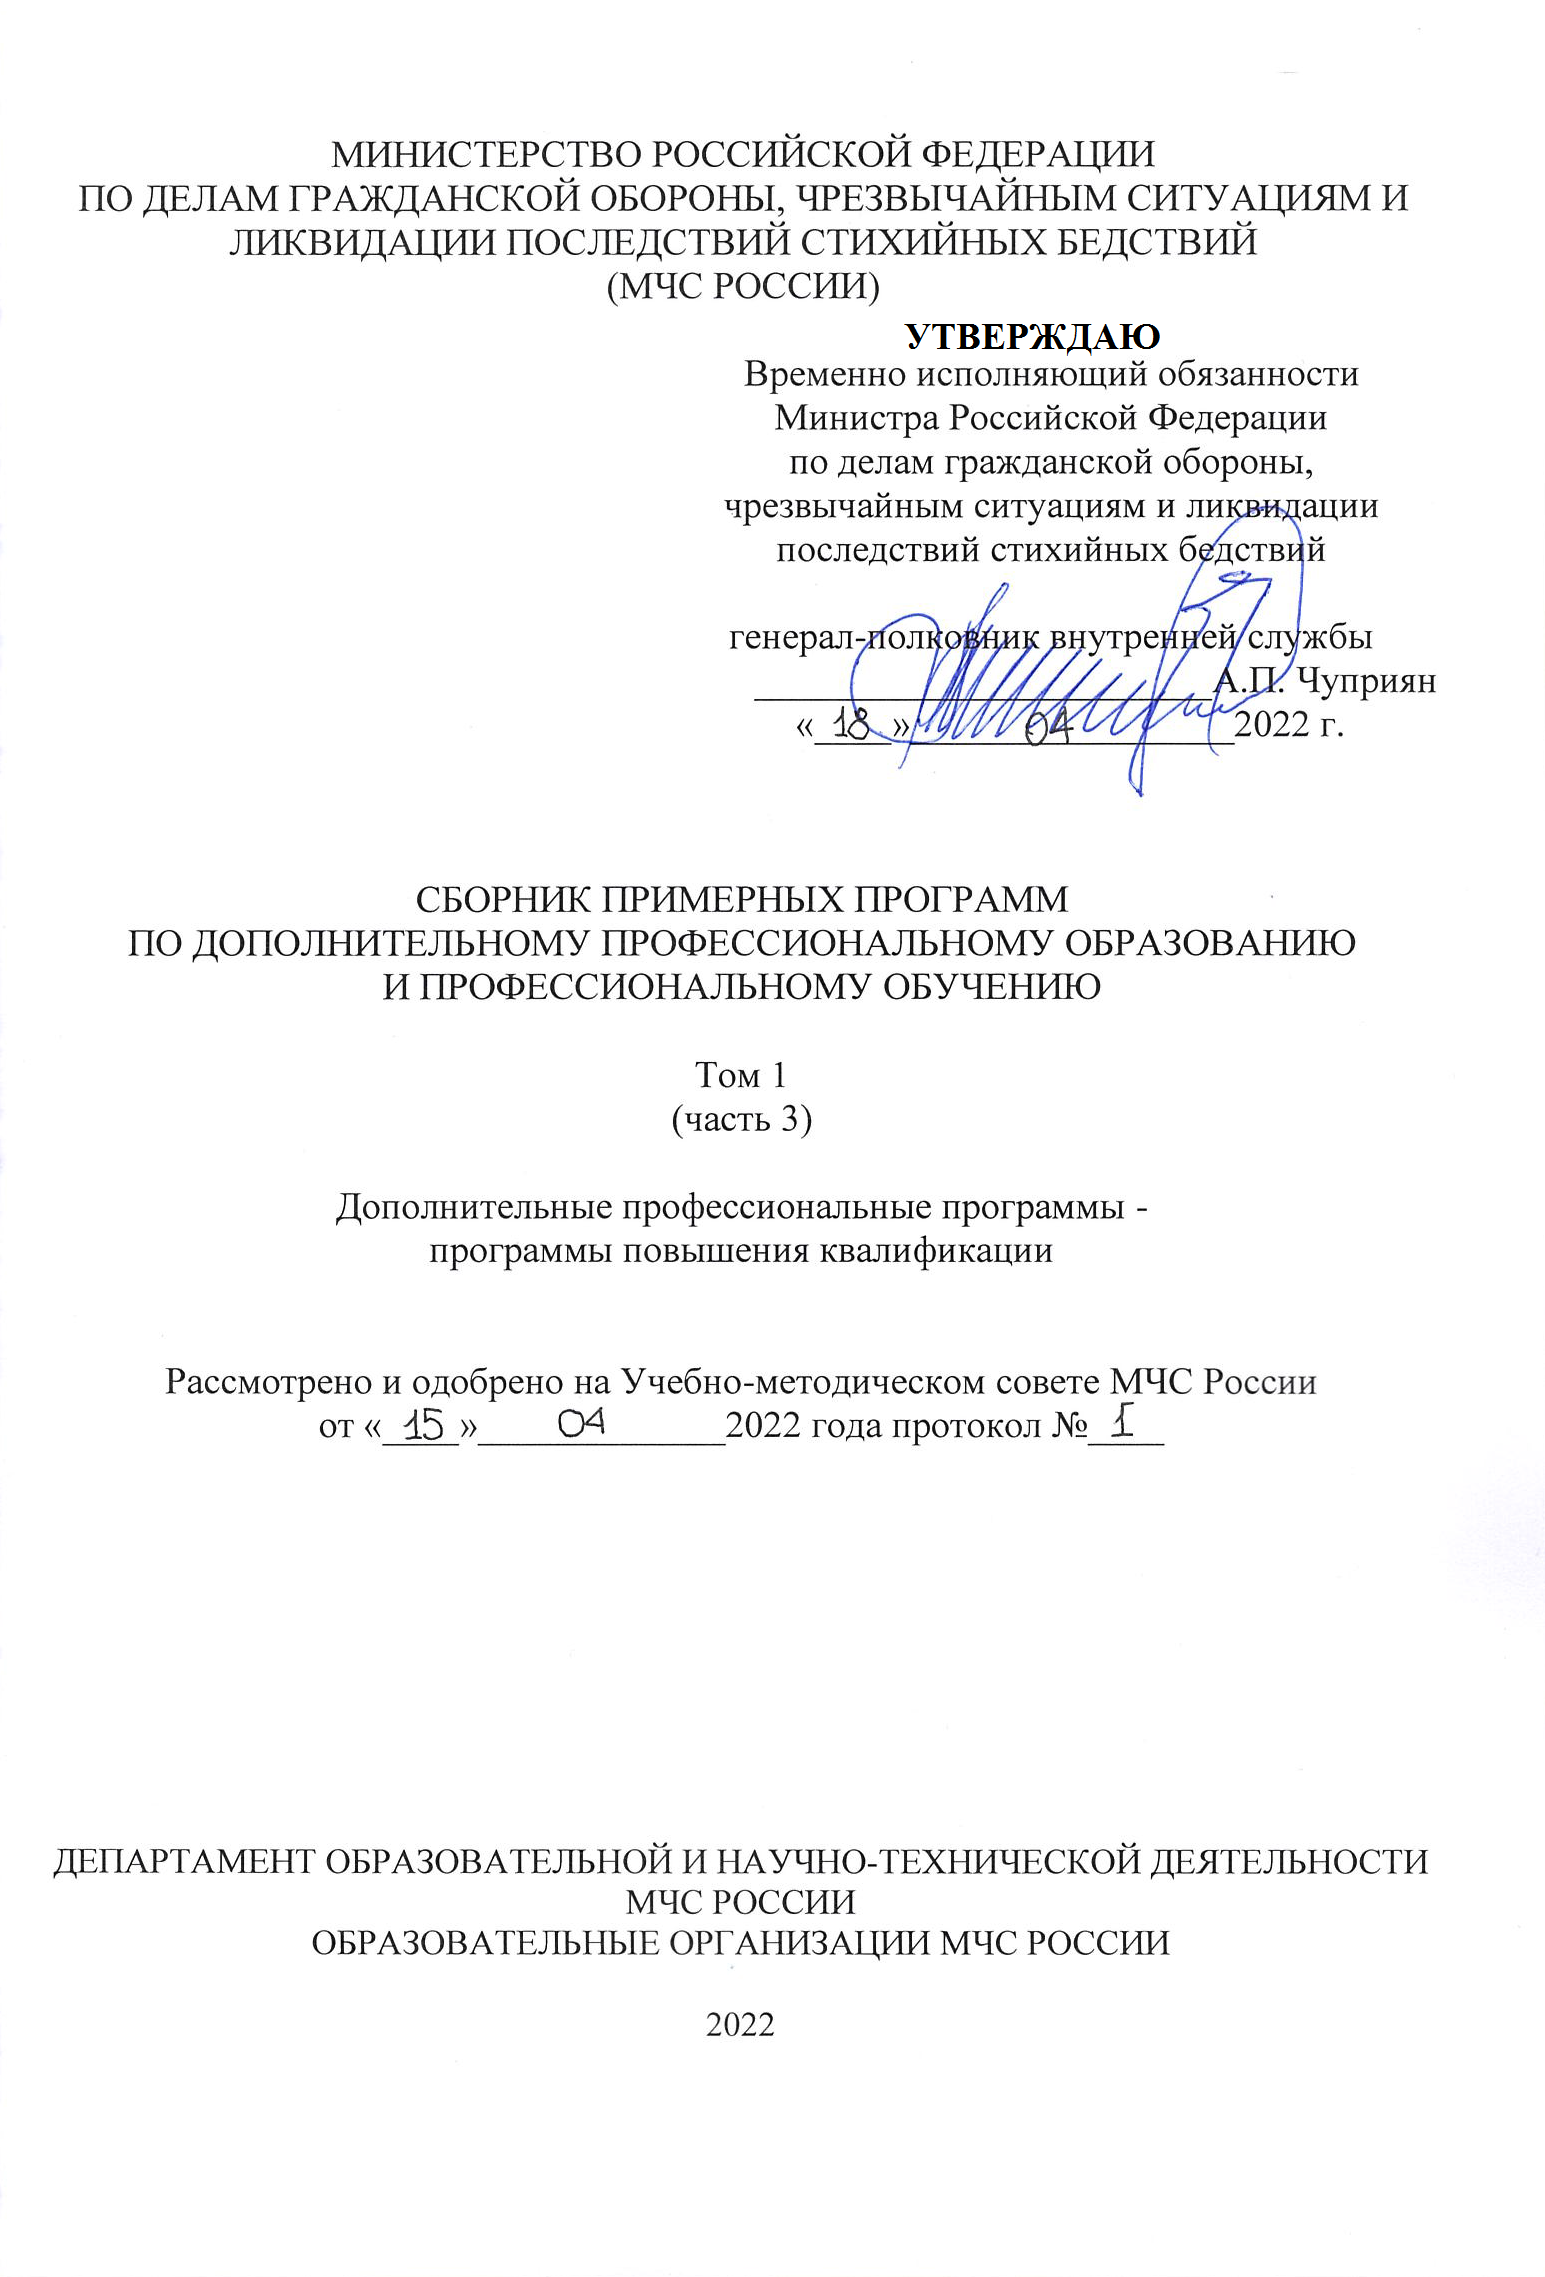 МИНИСТЕРСТВО РОССИЙСКОЙ ФЕДЕРАЦИИ
ПО ДЕЛАМ ГРАЖДАНСКОЙ ОБОРОНЫ, ЧРЕЗВЫЧАЙНЫМ СИТУАЦИЯМ И
ЛИКВИДАЦИИ ПОСЛЕДСТВИЙ СТИХИЙНЫХ БЕДСТВИЙ
(МЧС РОССИИ)
УТВЕРЖДАЮ
Временно исполняющий обязанности
Министра Российской Федерации
по делам гражданской обороны,
чрезвычайным ситуациям и ликвидации
последствий стихийных бедствий
генерал-полковник внутренней службы
А.П. Чуприян
«18» 04 2022 г.
СБОРНИК ПРИМЕРНЫХ ПРОГРАММ
ПО ДОПОЛНИТЕЛЬНОМУ ПРОФЕССИОНАЛЬНОМУ ОБРАЗОВАНИЮ
И ПРОФЕССИОНАЛЬНОМУ ОБУЧЕНИЮ
Том 1
(часть 3)
Дополнительные профессиональные программы -
программы повышения квалификации
Рассмотрено и одобрено на Учебно-методическом совете МЧС России
от «15» 04 2022 года протокол № 1
ДЕПАРТАМЕНТ ОБРАЗОВАТЕЛЬНОЙ И НАУЧНО-ТЕХНИЧЕСКОЙ ДЕЯТЕЛЬНОСТИ
МЧС РОССИИ
ОБРАЗОВАТЕЛЬНЫЕ ОРГАНИЗАЦИИ МЧС РОССИИ
2022